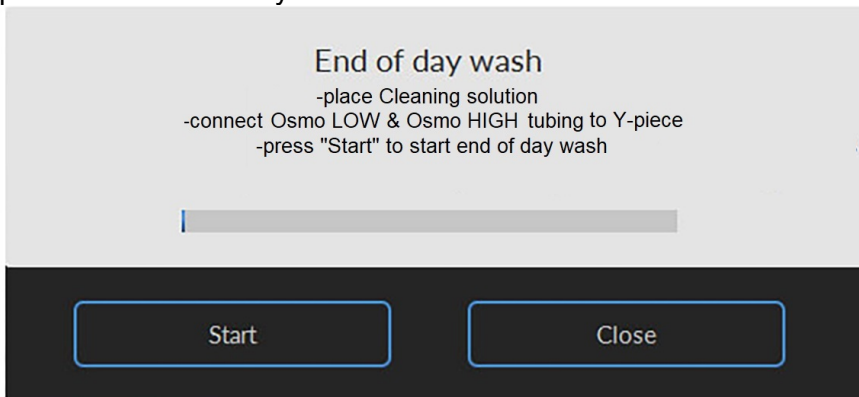 End of day wash
-place Cleaning solution
-connect Osmo LOW & Osmo HIGH tubing to Y-piece
-press "Start" to start end of day wash
Start
Close